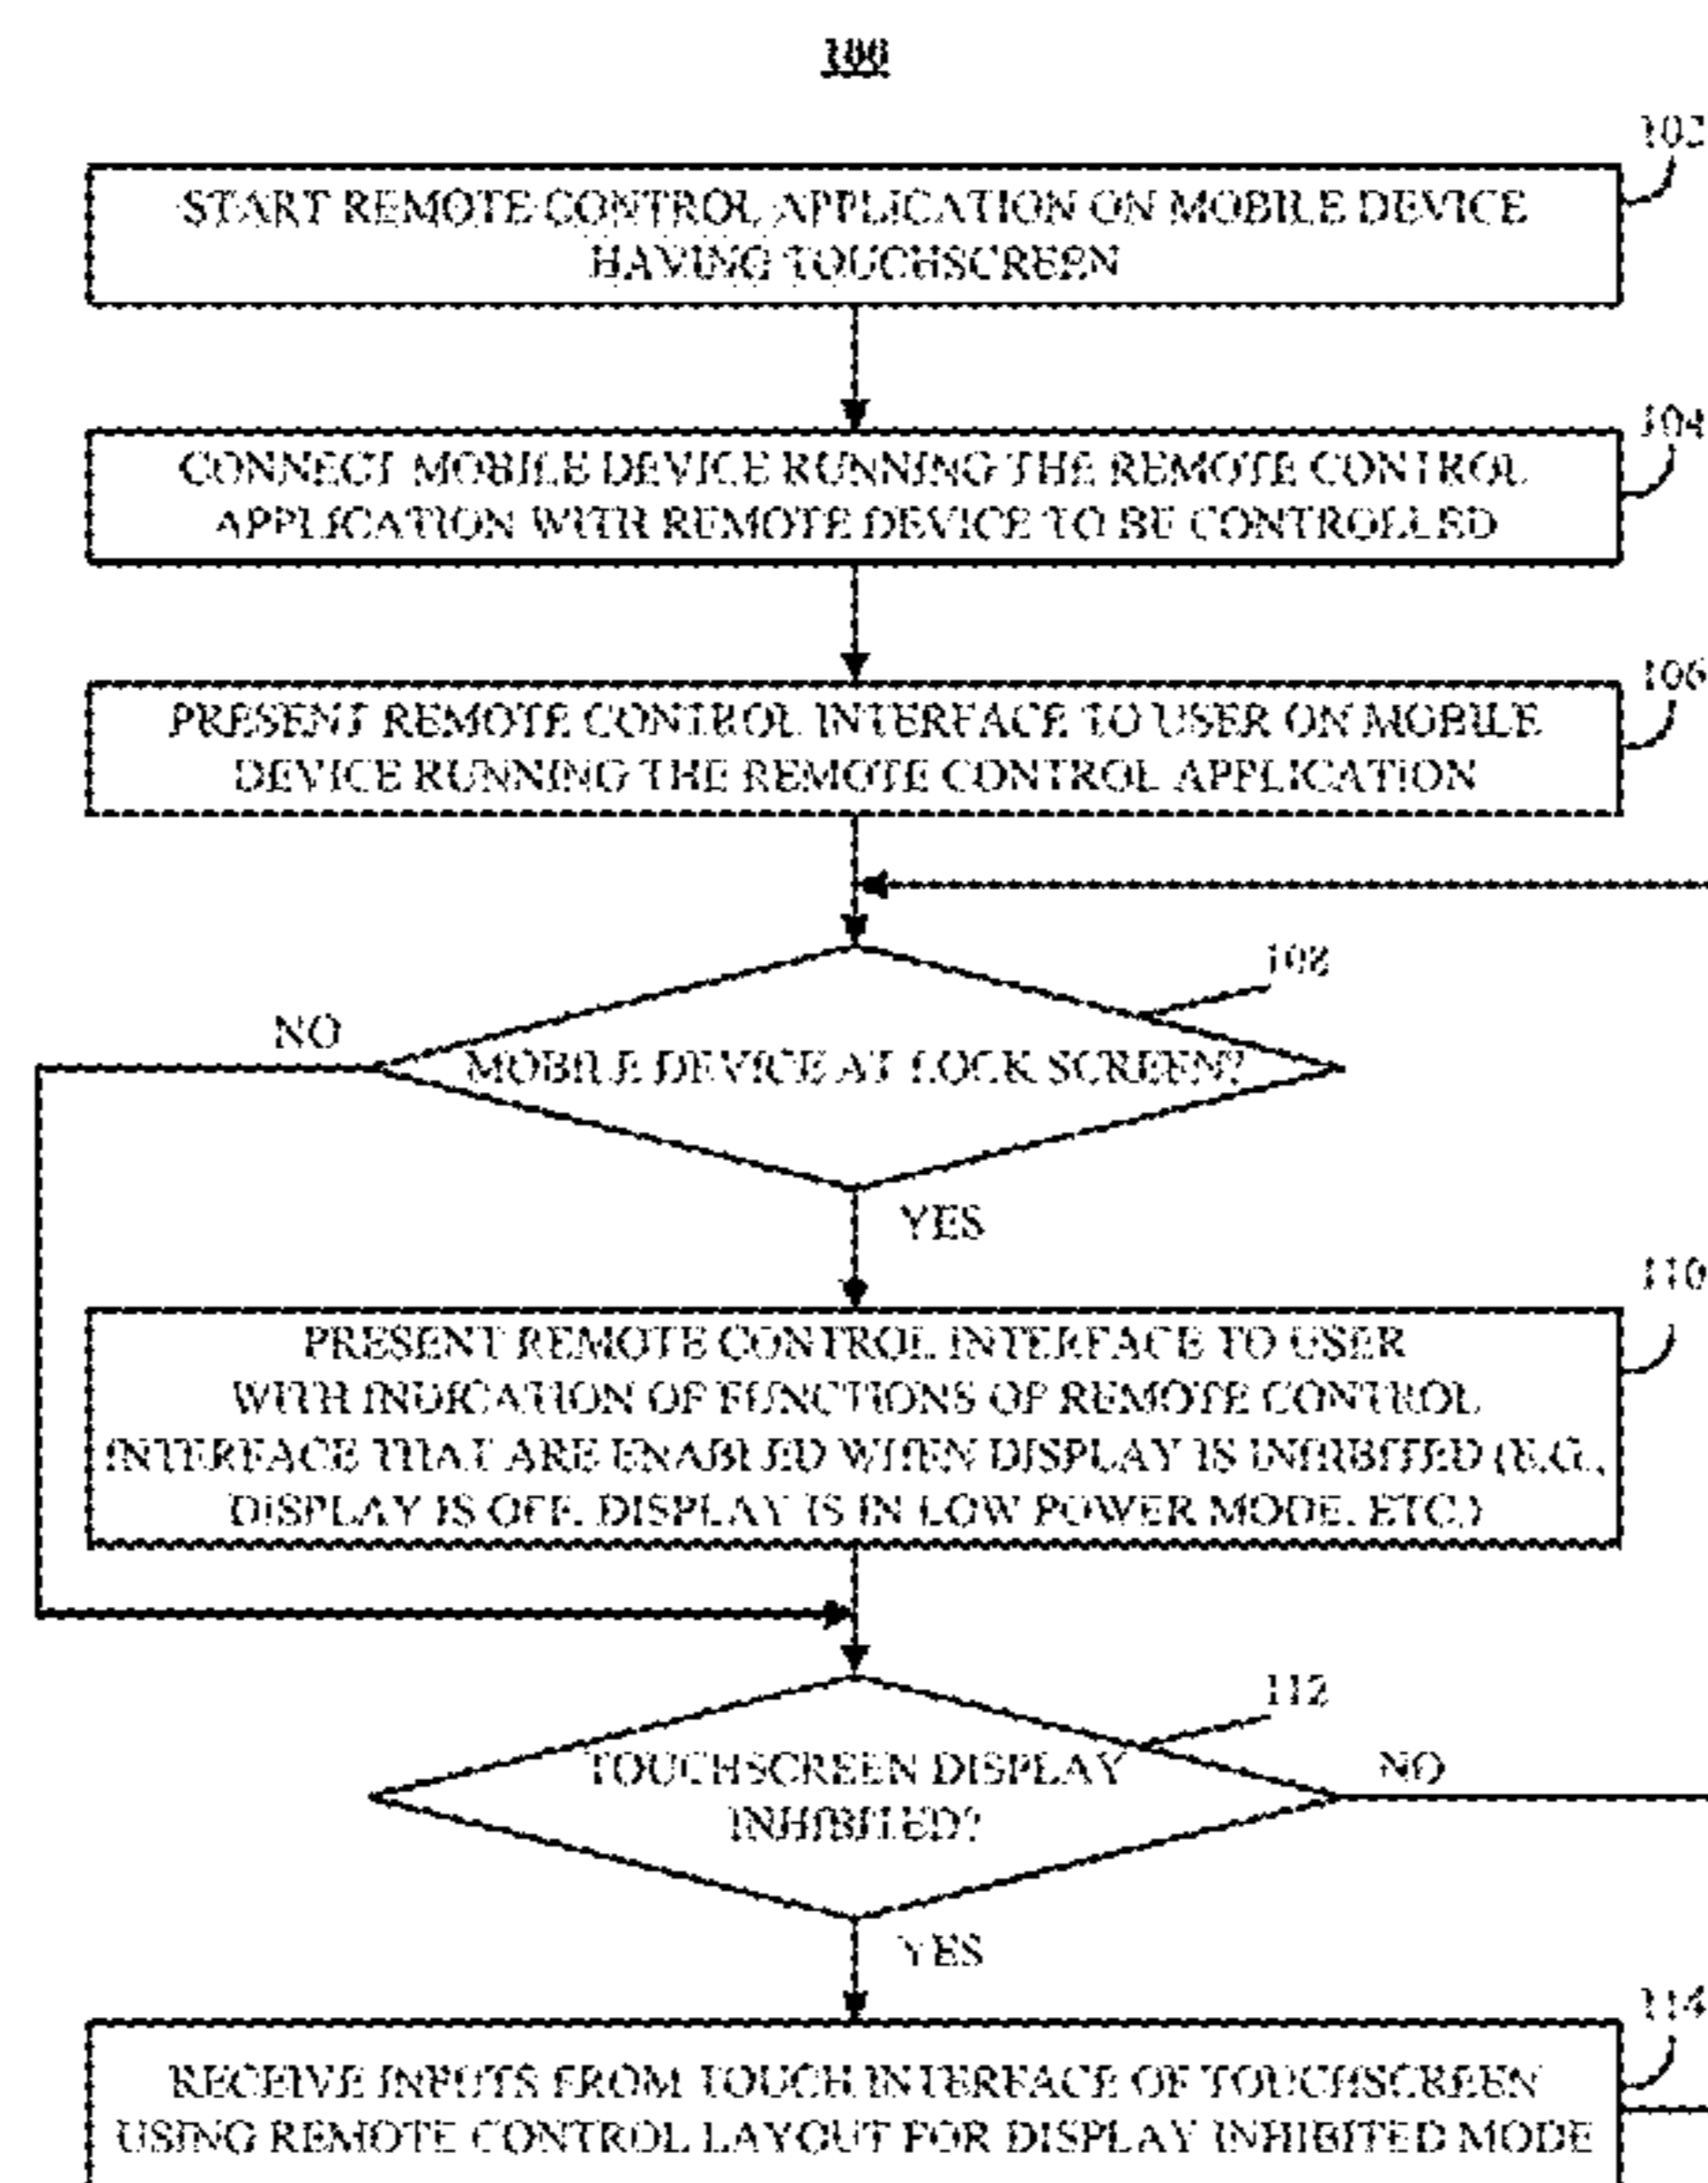 100
102
START REMOTE CONTROL APPLICATION ON MOBILE DEVICE
HAVING TOUCHSCREEN
104
CONNECT MOBILE DEVICE RUNNING THE REMOTE CONTROL
APPLICATION WITH REMOTE DEVICE TO BE CONTROLLED
106
PRESENT REMOTE CONTROL INTERFACE TO USER ON MOBILE
DEVICE RUNNING THE REMOTE CONTROL APPLICATION
108
NO
MOBILE DEVICE AT LOCK SCREEN?
YES
110
PRESENT REMOTE CONTROL INTERFACE TO USER
WITH INDICATION OF FUNCTIONS OF REMOTE CONTROL
INTERFACE THAT ARE ENABLED WHEN DISPLAY IS INHIBITED (E.G.,
DISPLAY IS OFF, DISPLAY IS IN LOW POWER MODE, ETC.)
112
TOUCHSCREEN DISPLAY
INHIBITED?
NO
YES
114
RECEIVE INPUTS FROM TOUCH INTERFACE OF TOUCHSCREEN
USING REMOTE CONTROL LAYOUT FOR DISPLAY INHIBITED MODE